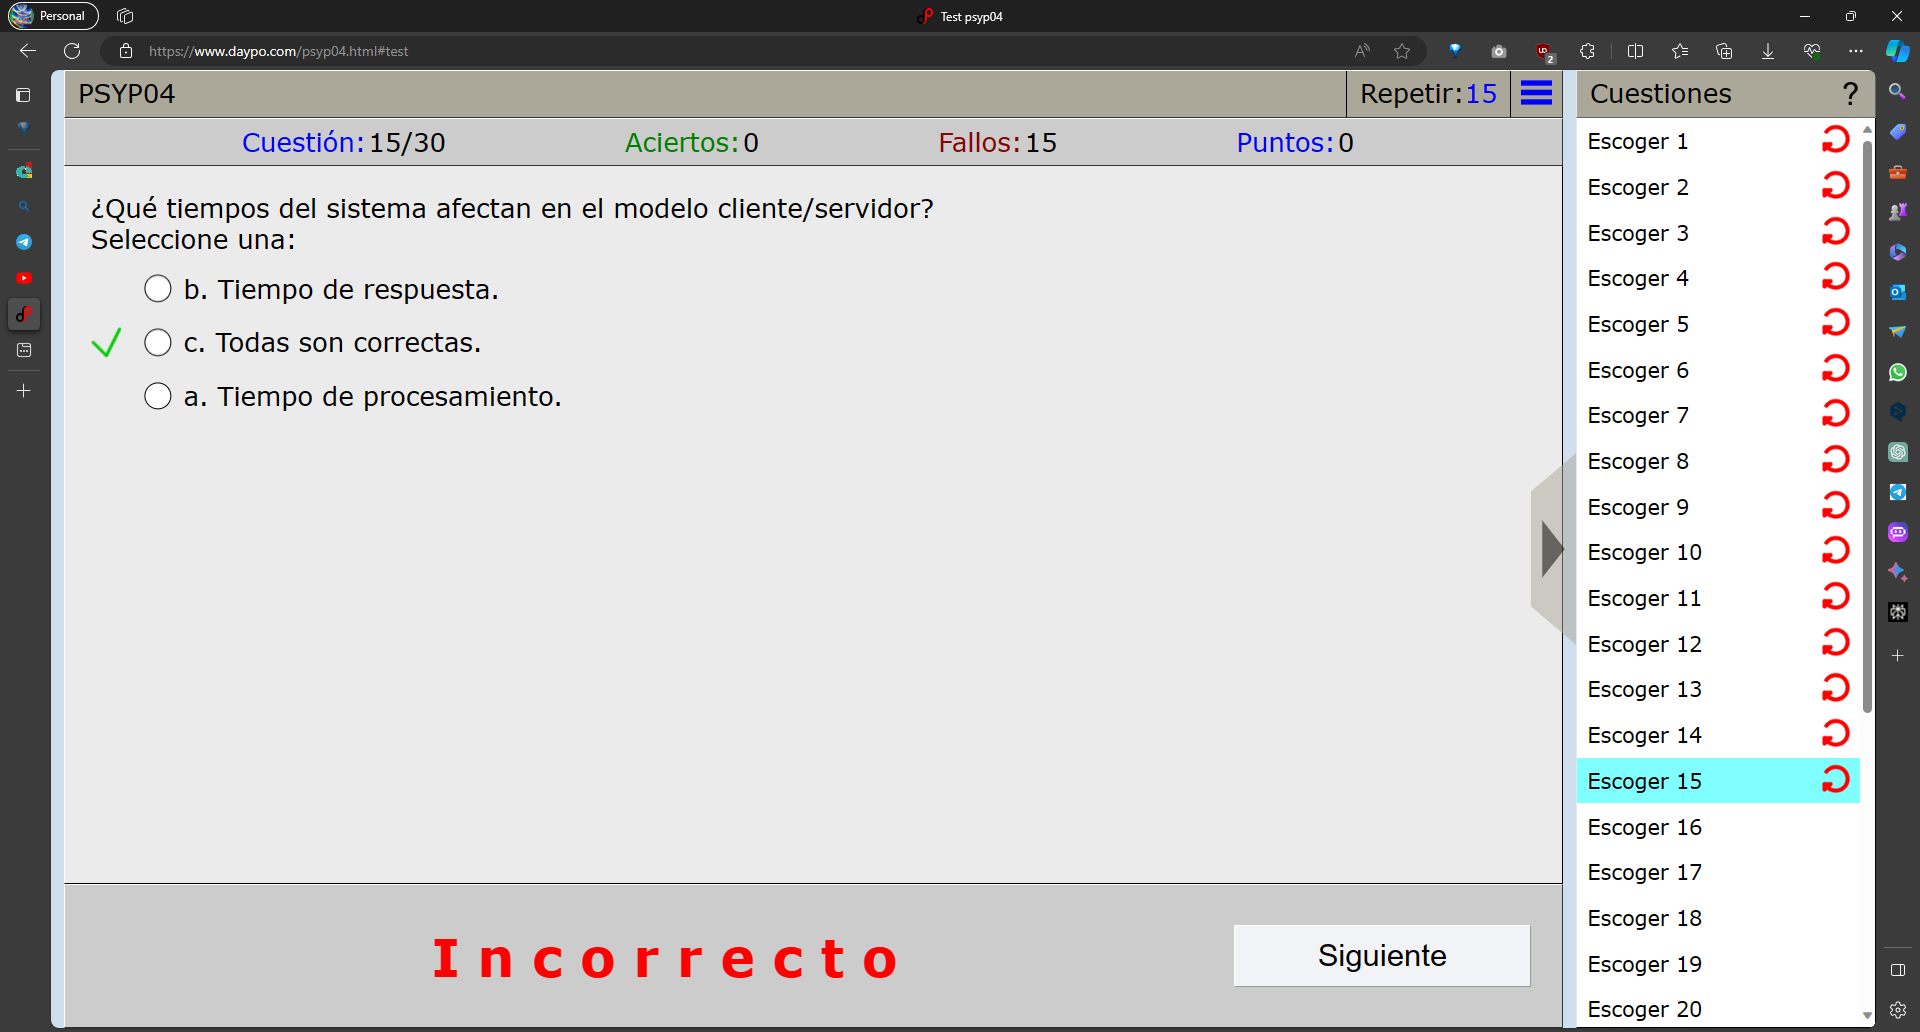 Personal
Test psyp04
https://www.daypo.com/psyp04.html#test
2
PSYP04
Repetir:15
Cuestiones
?
Cuestión:15/30
Aciertos:0
Fallos:15
Puntos:0
¿Qué tiempos del sistema afectan en el modelo cliente/servidor?
Seleccione una:
b. Tiempo de respuesta.
c. Todas son correctas.
a. Tiempo de procesamiento.
Incorrecto
Siguiente
Escoger 1
Escoger 2
Escoger 3
Escoger 4
Escoger 5
Escoger 6
Escoger 7
Escoger 8
Escoger 9
Escoger 10
Escoger 11
Escoger 12
Escoger 13
Escoger 14
Escoger 15
Escoger 16
Escoger 17
Escoger 18
Escoger 19
Escoger 20